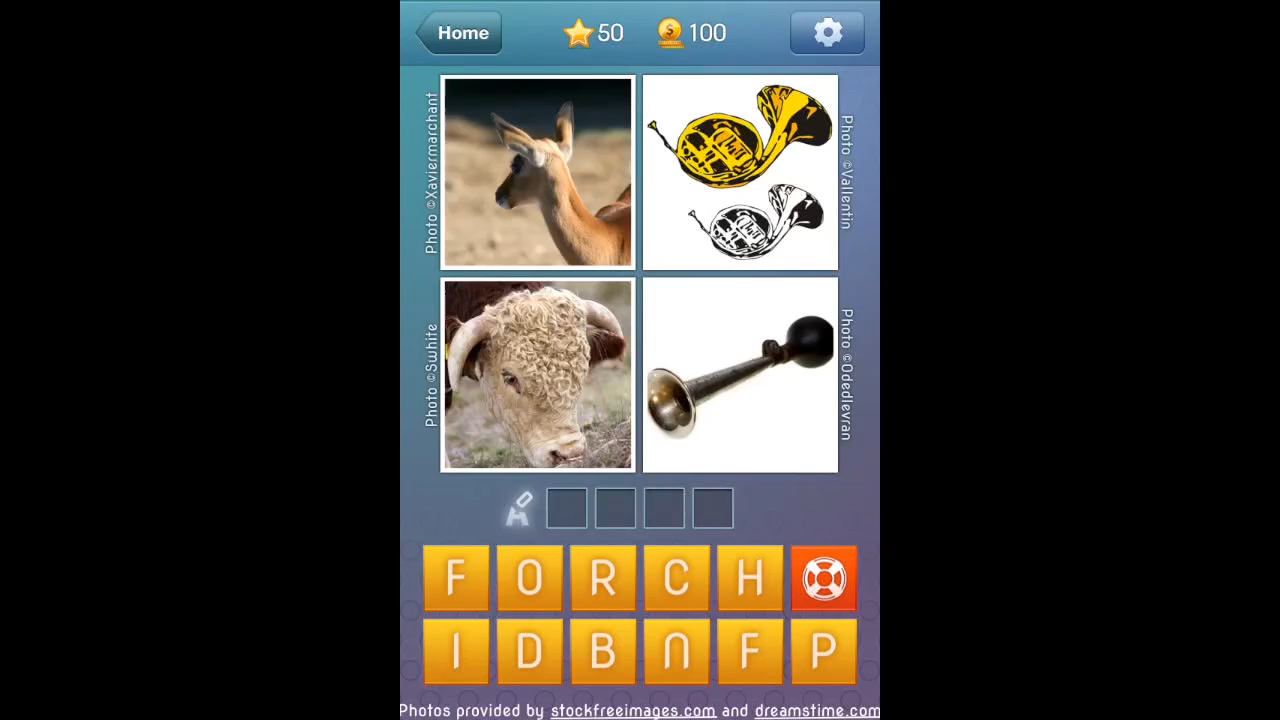 Home
50
100
Photo ©Xaviermarchant
Photo ©Vallentin
Photo ©Swhite
Photo ©Odedlevran
F O R C H
I D B N F P
Photos provided by stockfreeimages.com and dreamstime.com